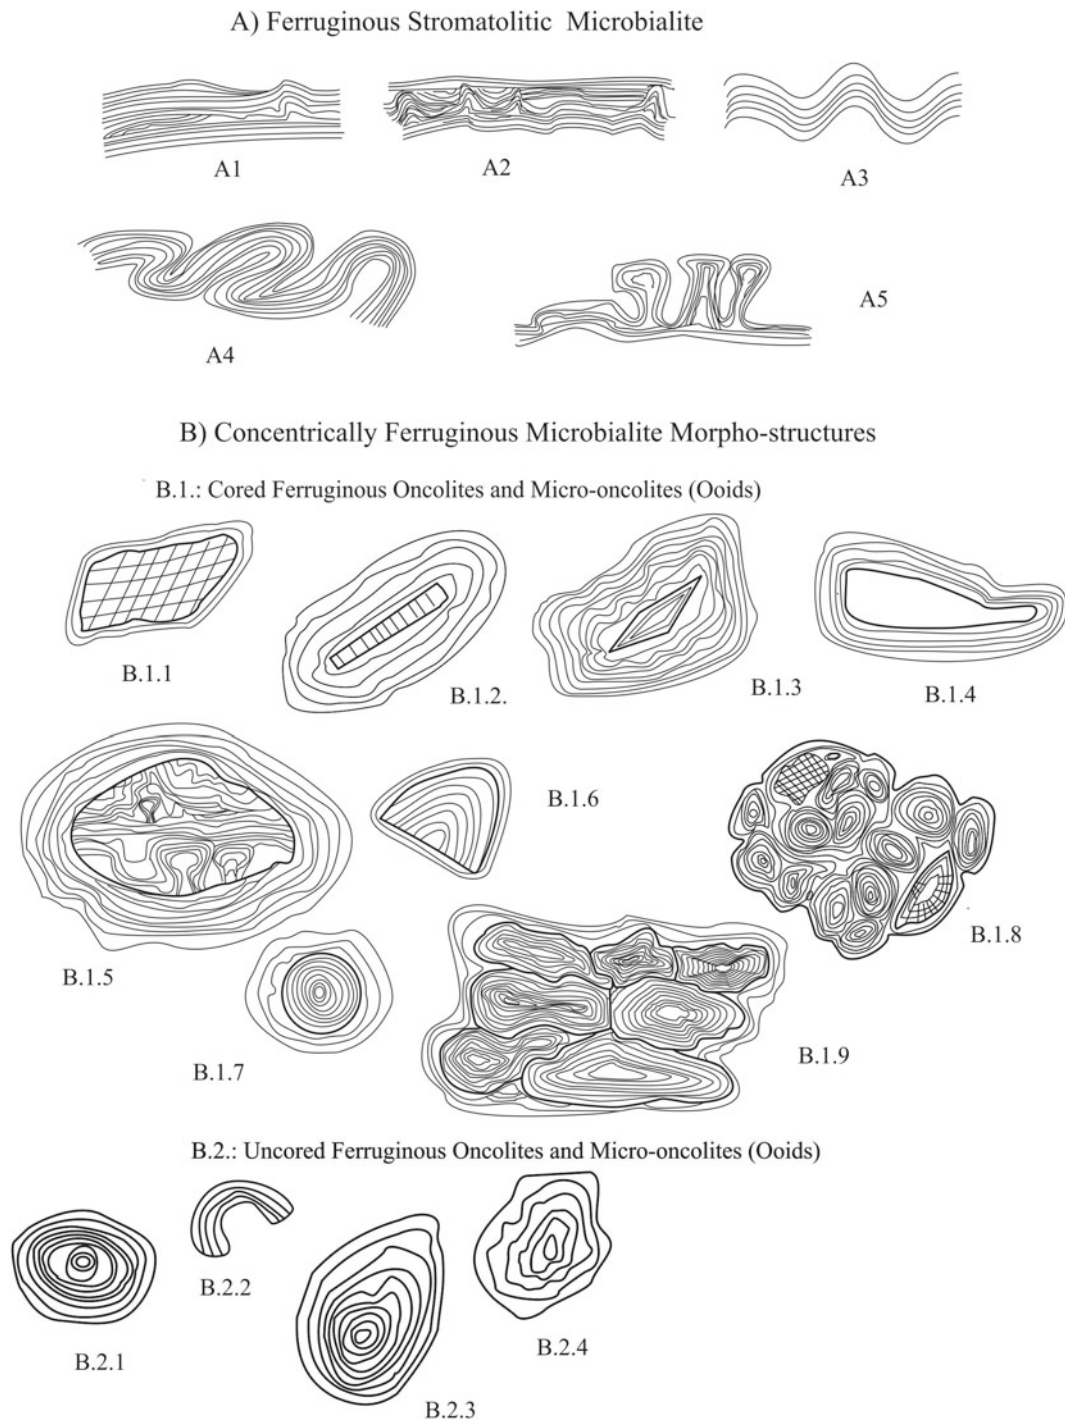 A) Ferruginous Stromatolitic Microbialite
A1
A2
A3
A4
A5
B) Concentrically Ferruginous Microbialite Morpho-structures
B.1.: Cored Ferruginous Oncolites and Micro-oncolites (Ooids)
B.1.1
B.1.2.
B.1.3
B.1.4
B.1.5
B.1.6
B.1.7
B.1.8
B.1.9
B.2.: Uncored Ferruginous Oncolites and Micro-oncolites (Ooids)
B.2.1
B.2.2
B.2.3
B.2.4